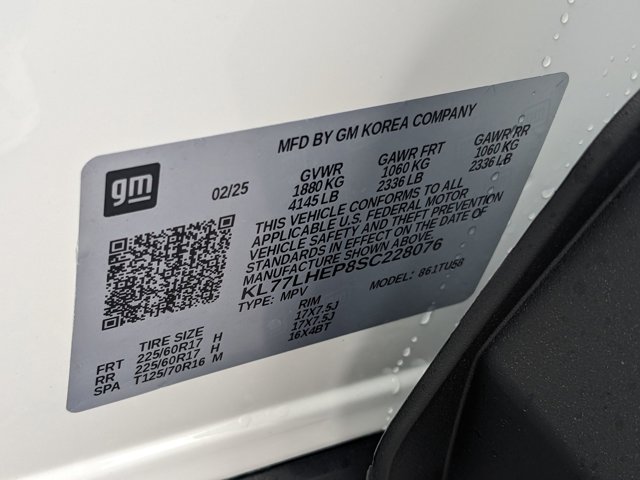 MFD BY GM KOREA COMPANY
gm
02/25
GVWR
1880 KG
4145 LB
GAWR FRT
1060 KG
2336 LB
GAWR RR
1060 KG
2336 LB
THIS VEHICLE CONFORMS TO ALL
APPLICABLE U.S. FEDERAL MOTOR
VEHICLE SAFETY AND THEFT PREVENTION
STANDARDS IN EFFECT ON THE DATE OF
MANUFACTURE SHOWN ABOVE.
KL77LHEP8SC228076
TYPE: MPV
MODEL: 861TU58
TIRE SIZE
RIM
FRT 225/60R17 H 17X7.5J
RR 225/60R17 H 17X7.5J
SPA T125/70R16 M 16X4BT